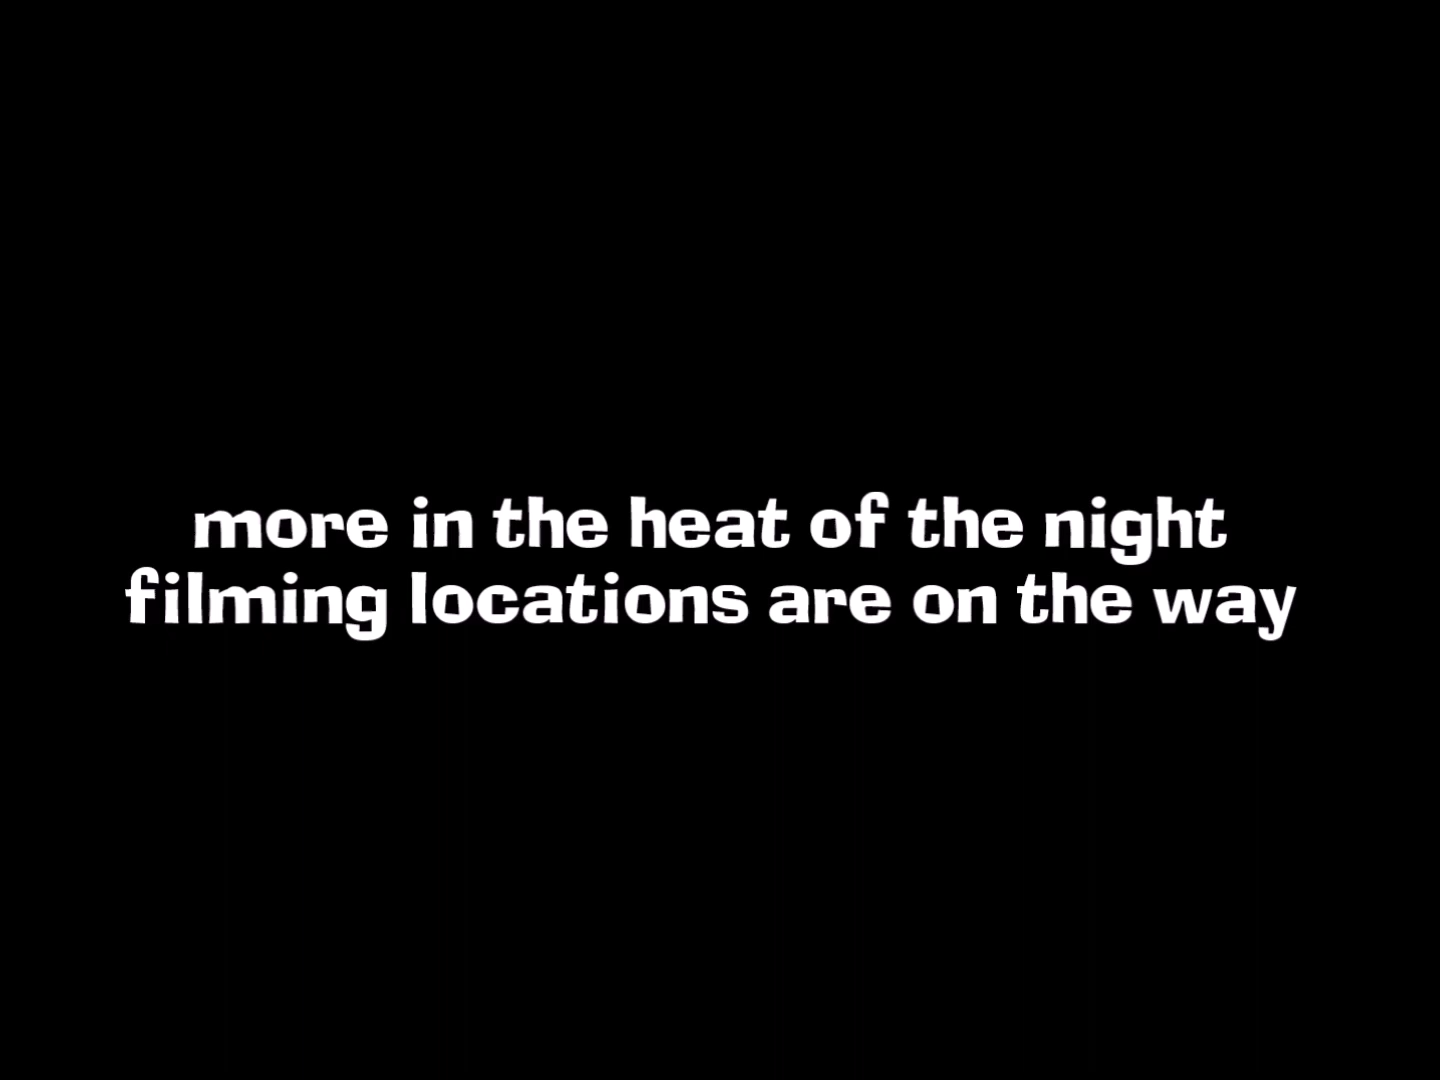 more in the heat of the night
filming locations are on the way